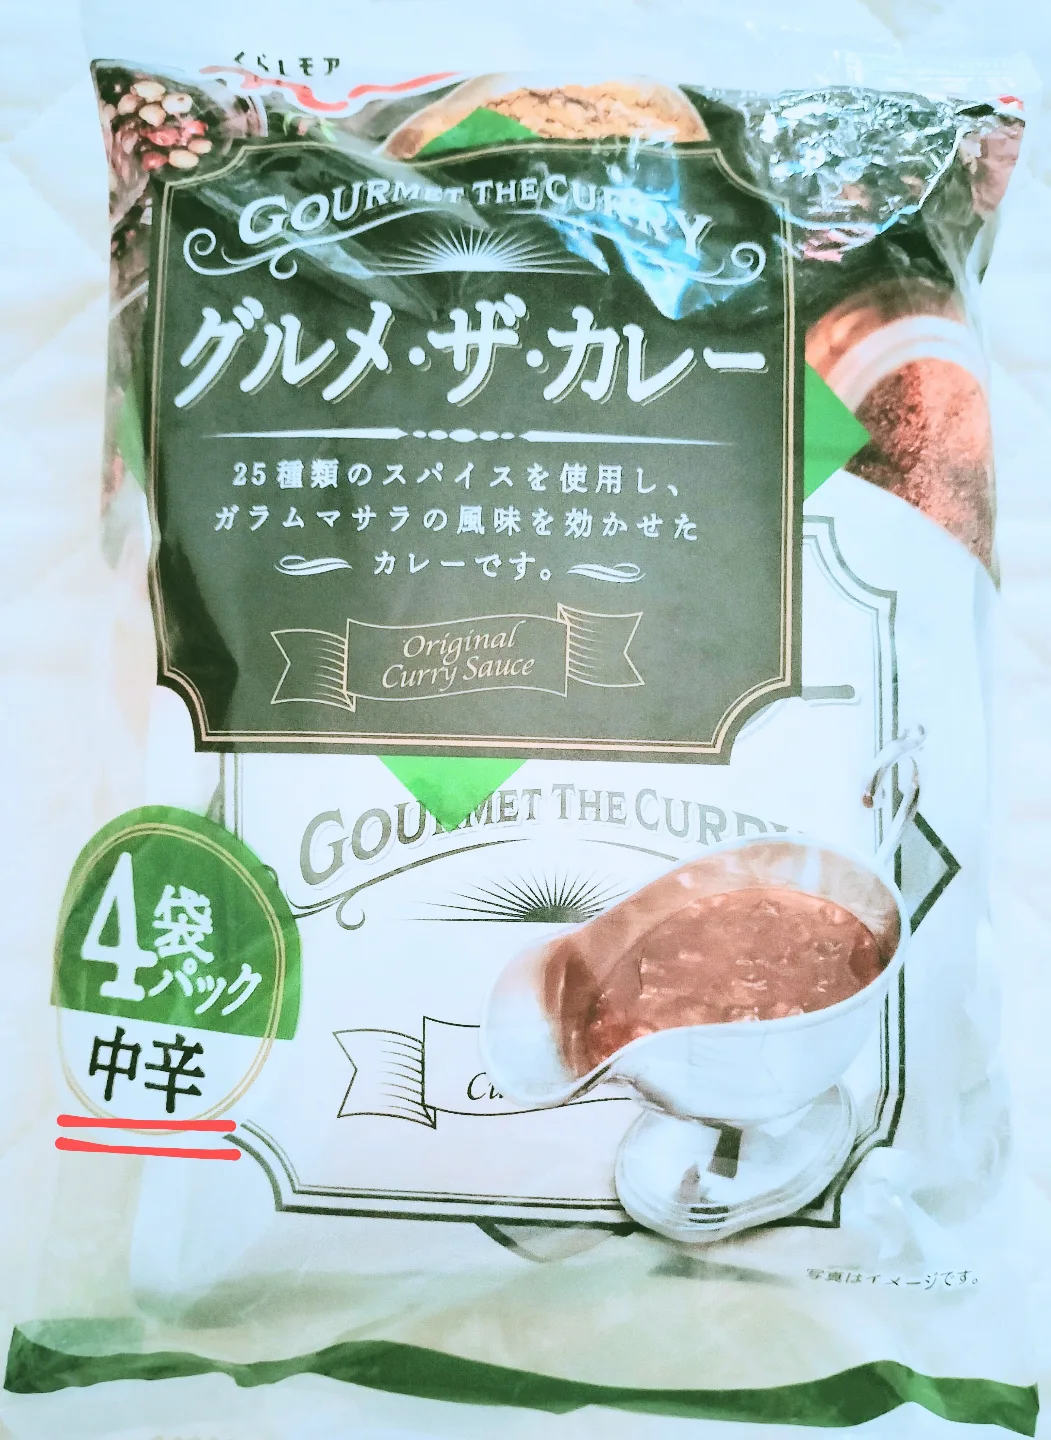 くらしモア
GOURMET THE CURRY
グルメ・ザ・カレー
25種類のスパイスを使用し、
ガラムマサラの風味を効かせた
カレーです。
Original
Curry Sauce
GOURMET THE CURRY
4袋
パック
中辛
写真はイメージです。